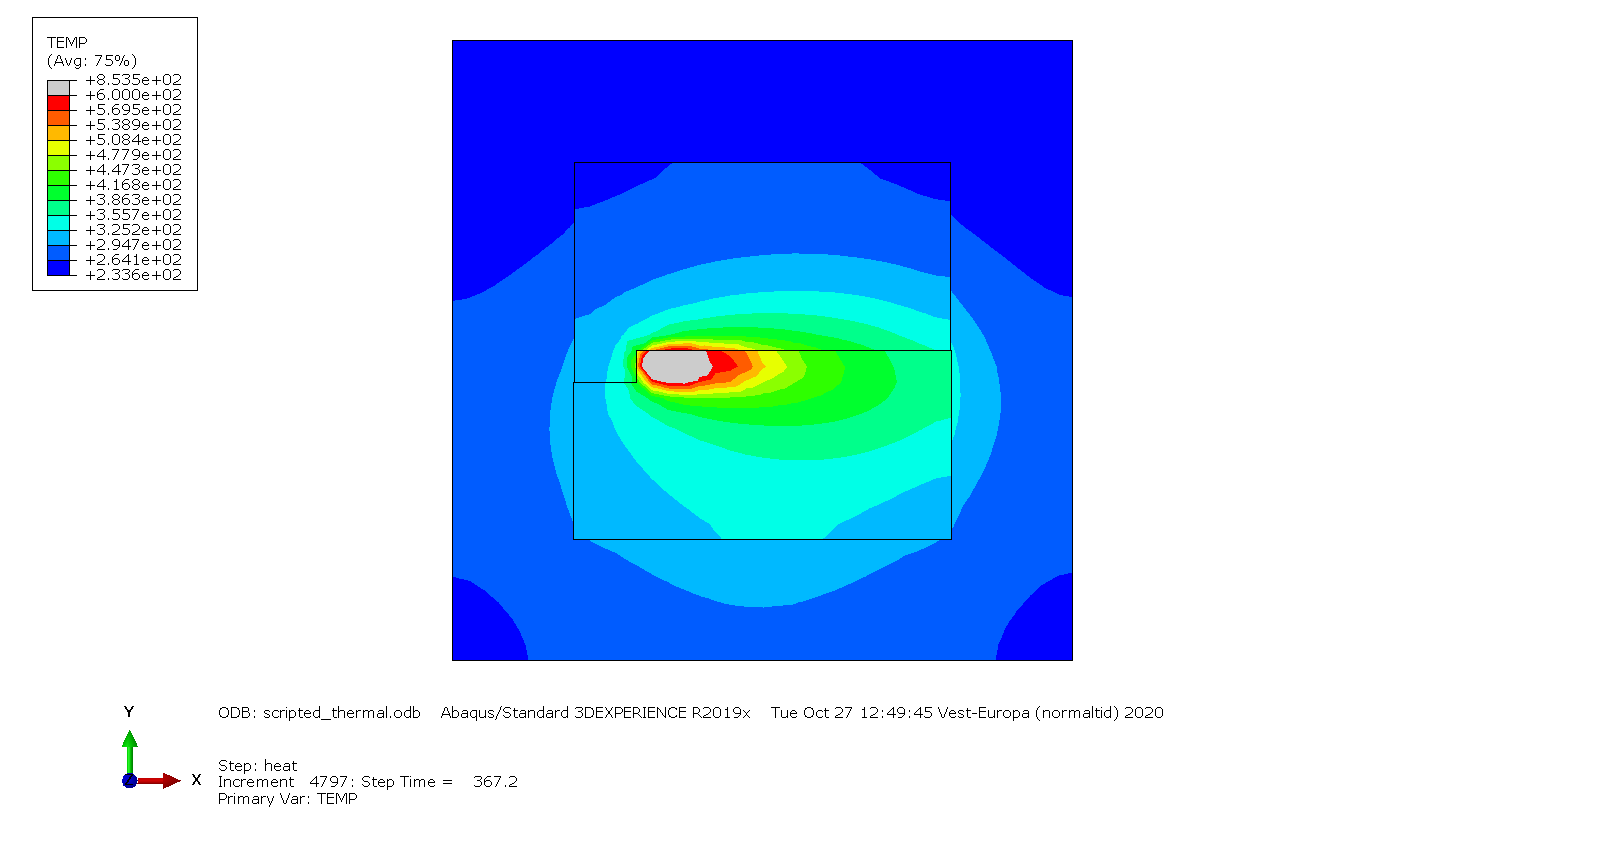 TEMP
(Avg: 75%)
+8.535e+02
+6.000e+02
+5.695e+02
+5.389e+02
+5.084e+02
+4.779e+02
+4.473e+02
+4.168e+02
+3.863e+02
+3.557e+02
+3.252e+02
+2.947e+02
+2.641e+02
+2.336e+02
Y
X
Z
ODB: scripted_thermal.odb    Abaqus/Standard 3DEXPERIENCE R2019x    Tue Oct 27 12:49:45 Vest-Europa (normaltid) 2020
Step: heat
Increment   4797: Step Time =    367.2
Primary Var: TEMP